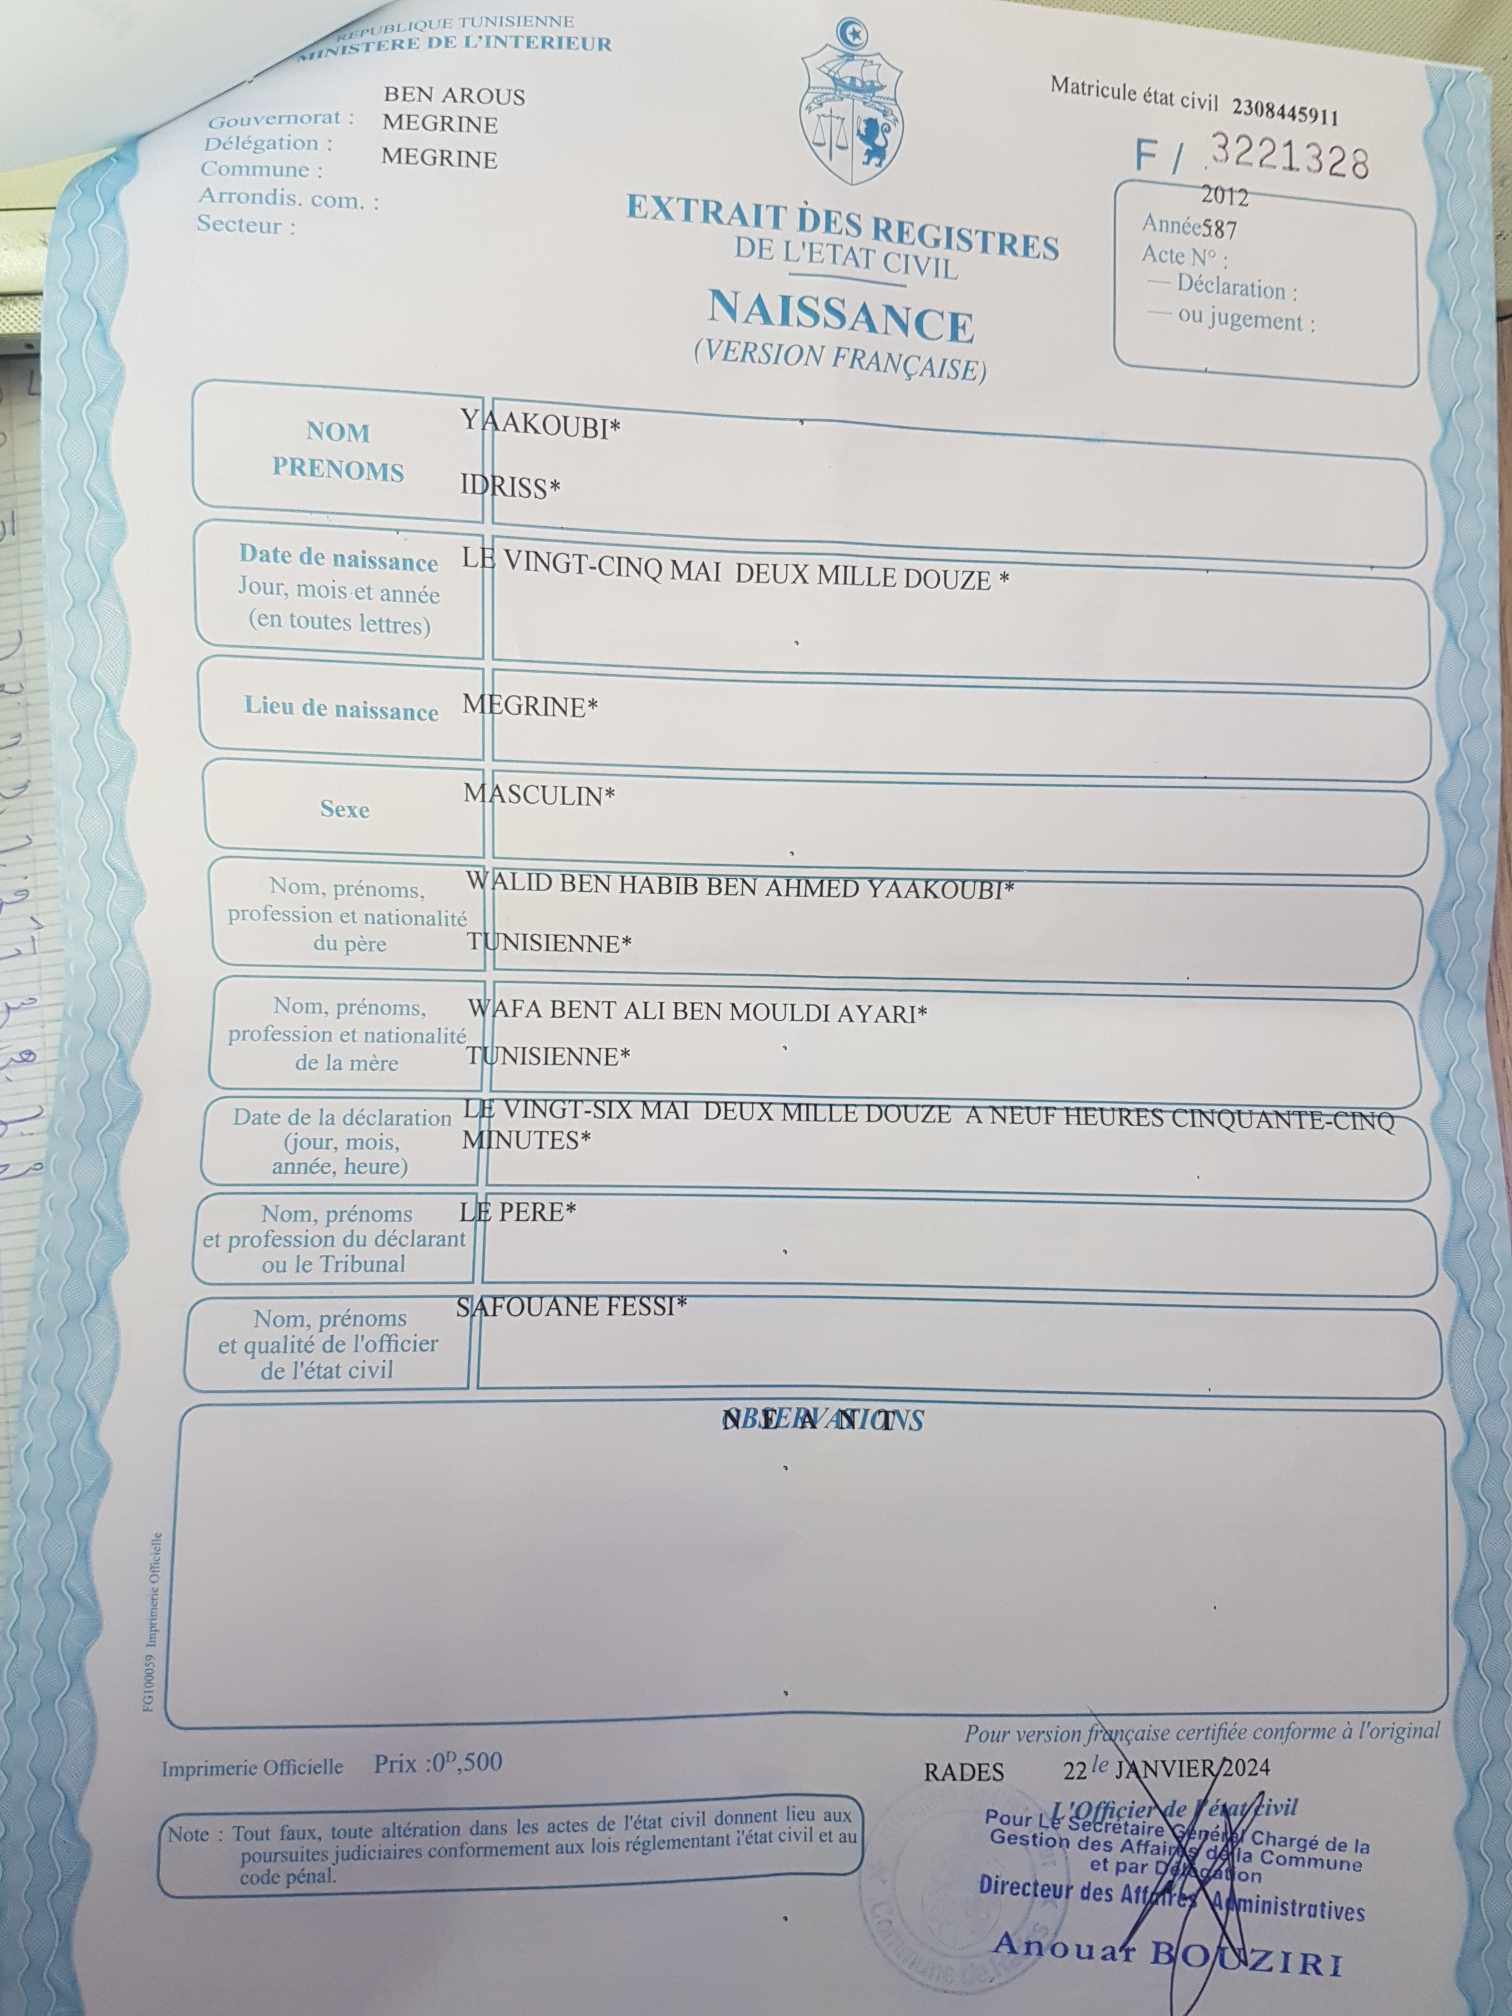 REPUBLIQUE TUNISIENNE
MINISTERE DE L'INTERIEUR
Gouvernorat : BEN AROUS
Délégation : MEGRINE
Commune : MEGRINE
Arrondis. com. :
Secteur :
Matricule état civil 2308445911
F / 3221328
2012
Année 587
Acte N° :
— Déclaration :
— ou jugement :
EXTRAIT DES REGISTRES
DE L'ETAT CIVIL
NAISSANCE
(VERSION FRANÇAISE)
NOM YAAKOUBI*
PRENOMS IDRISS*
Date de naissance LE VINGT-CINQ MAI DEUX MILLE DOUZE *
Jour, mois et année
(en toutes lettres)
Lieu de naissance MEGRINE*
Sexe MASCULIN*
Nom, prénoms, WALID BEN HABIB BEN AHMED YAAKOUBI*
profession et nationalité
du père TUNISIENNE*
Nom, prénoms, WAFA BENT ALI BEN MOULDI AYARI*
profession et nationalité
de la mère TUNISIENNE*
Date de la déclaration LE VINGT-SIX MAI DEUX MILLE DOUZE A NEUF HEURES CINQUANTE-CINQ
(jour, mois, MINUTES*
année, heure)
Nom, prénoms LE PERE*
et profession du déclarant
ou le Tribunal
Nom, prénoms SAFOUANE FESSI*
et qualité de l'officier
de l'état civil
OBSERVATIONS
N E A N T
FG100059 Imprimerie Officielle
Pour version française certifiée conforme à l'original
RADES 22 le JANVIER/2024
L'Officier de l'état civil
Pour Le Secrétaire Général Chargé de la
Gestion des Affaires de la Commune
et par Délégation
Directeur des Affaires Administratives
Anouar BOUZIRI
Imprimerie Officielle Prix :0ᴰ,500
Note : Tout faux, toute altération dans les actes de l'état civil donnent lieu aux
poursuites judiciaires conformement aux lois réglementant l'état civil et au
code pénal.
Commune de